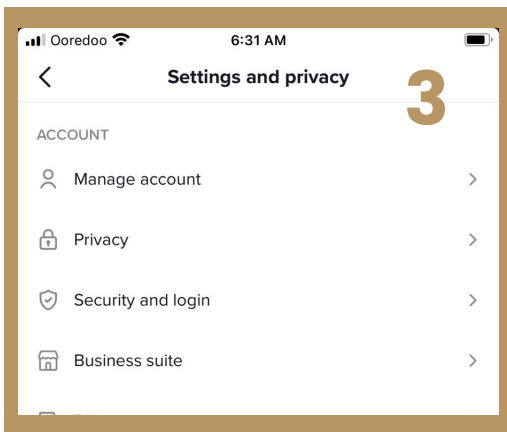 Ooredoo 6:31 AM
Settings and privacy
3
ACCOUNT
Manage account
Privacy
Security and login
Business suite